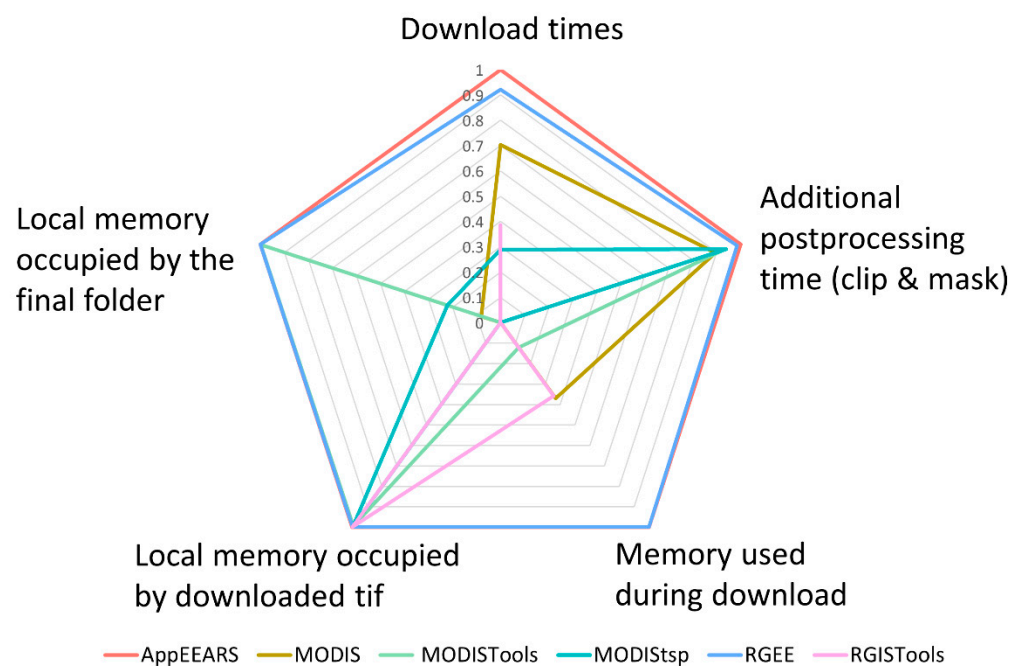 Download times
1
0.9
0.8
0.7
0.6
0.5
0.4
0.3
0.2
0.1
0
Additional
postprocessing
time (clip & mask)
Local memory
occupied by the
final folder
Local memory occupied
by downloaded tif
Memory used
during download
AppEEARS MODIS MODISTools MODIStsp RGEE RGISTools